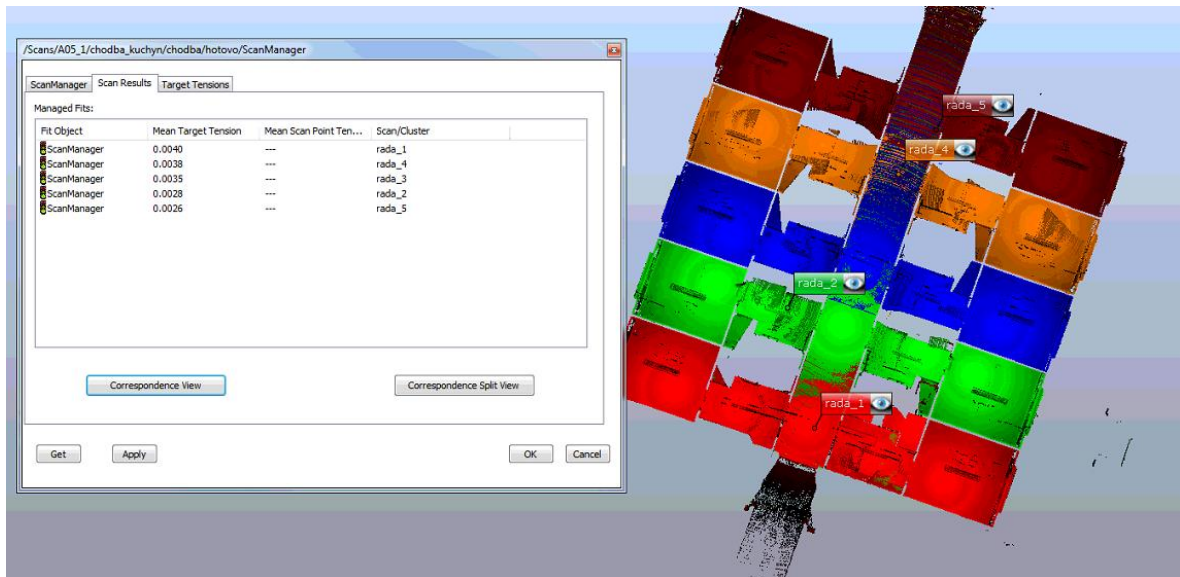 /Scans/A05_1/chodba_kuchyn/chodba/hotovo/ScanManager
ScanManager Scan Results Target Tensions
Managed Fits:
Fit Object Mean Target Tension Mean Scan Point Ten... Scan/Cluster
ScanManager 0.0040 --- rada_1
ScanManager 0.0038 --- rada_4
ScanManager 0.0035 --- rada_3
ScanManager 0.0028 --- rada_2
ScanManager 0.0026 --- rada_5
Correspondence View Correspondence Split View
Get Apply OK Cancel
rada_5
rada_4
rada_2
rada_1